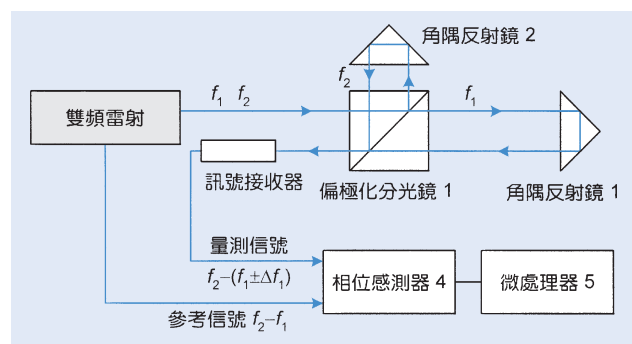 角隅反射鏡 2
f₂
f₁ f₂
f₁
雙頻雷射
訊號接收器
偏極化分光鏡 1
角隅反射鏡 1
量測信號
f₂–(f₁±Δf₁)
相位感測器 4
微處理器 5
參考信號 f₂–f₁